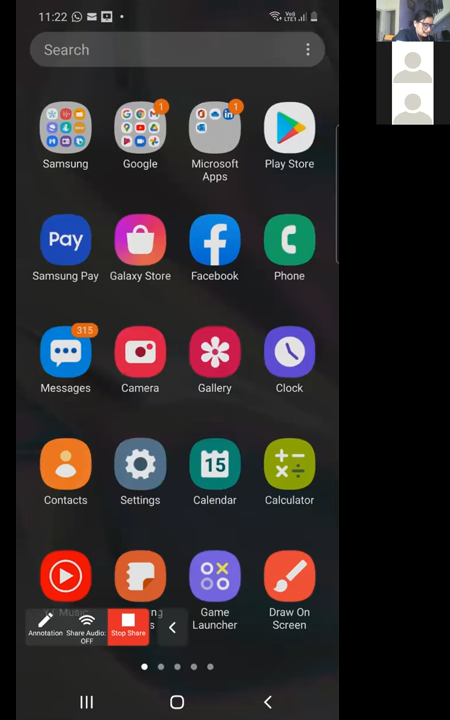 11:22
Vo))
LTE1
Search
1
1
Samsung
Google
Microsoft
Apps
Play Store
Pay
Samsung Pay
Galaxy Store
Facebook
Phone
315
Messages
Camera
Gallery
Clock
15
Contacts
Settings
Calendar
Calculator
Game
Launcher
Draw On
Screen
Annotation
Share Audio:
OFF
Stop Share